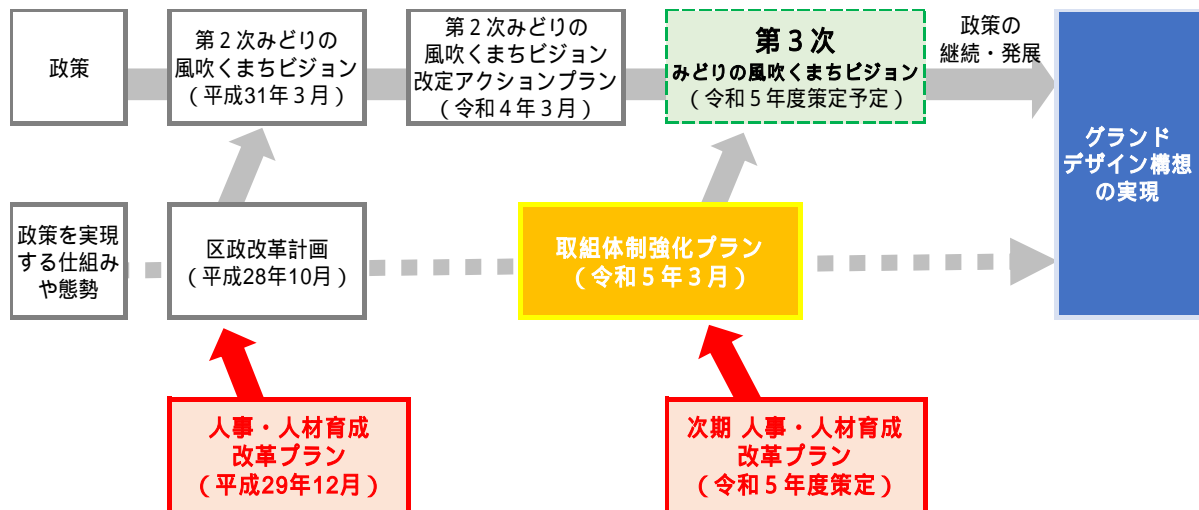 政策
第２次みどりの
風吹くまちビジョン
（平成31年３月）
第２次みどりの
風吹くまちビジョン
改定アクションプラン
（令和４年３月）
第３次
みどりの風吹くまちビジョン
（令和５年度策定予定）
政策の
継続・発展
グランド
デザイン構想
の実現
政策を実現
する仕組み
や態勢
区政改革計画
（平成28年10月）
取組体制強化プラン
（令和５年３月）
人事・人材育成
改革プラン
（平成29年12月）
次期 人事・人材育成
改革プラン
（令和５年度策定）